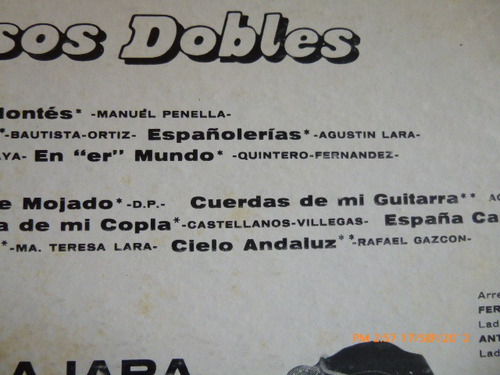 sos Dobles
Montés* -MANUEL PENELLA-
*-BAUTISTA-ORTIZ- Españolerías* -AGUSTIN LARA-
AYA- En "er" Mundo* -QUINTERO-FERNANDEZ-
e Mojado* -D.P.- Cuerdas de mi Guitarra** AG
a de mi Copla* -CASTELLANOS-VILLEGAS- España Ca
*-MA. TERESA LARA- Cielo Andaluz** -RAFAEL GAZCON-
Arre
FER
Lad
ANT
Lad
AJARA